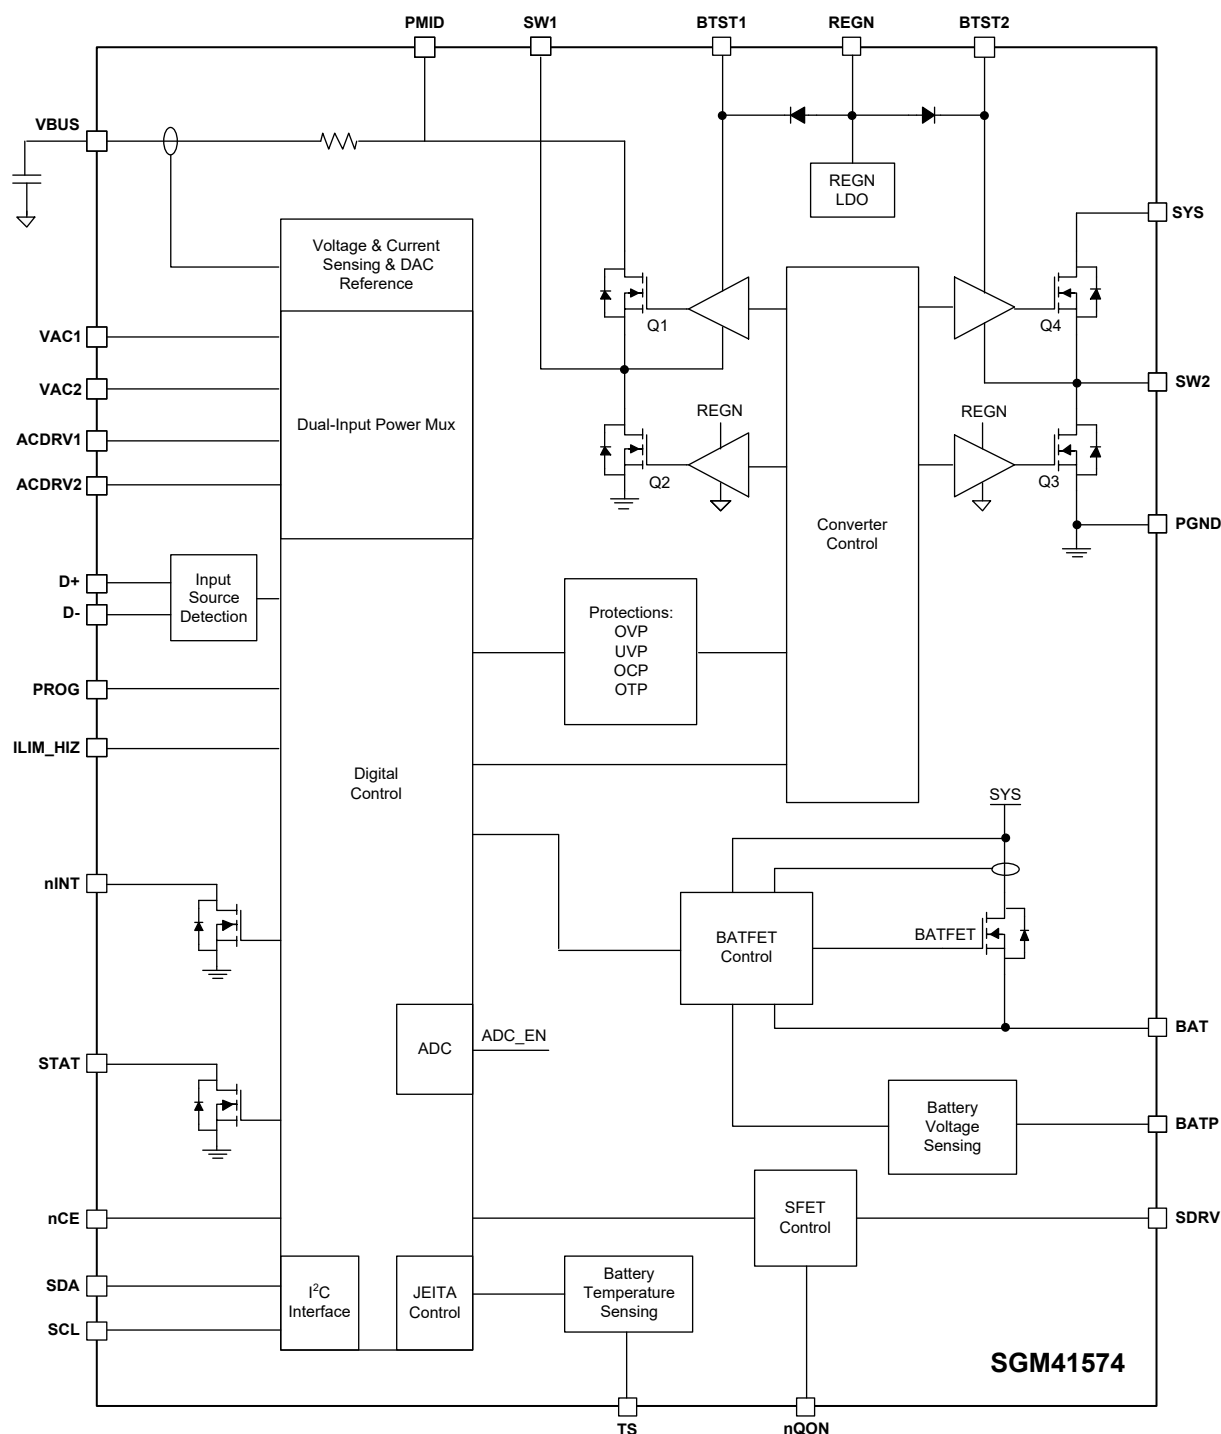 PMID
SW1
BTST1
REGN
BTST2
VBUS
REGN
LDO
SYS
Voltage & Current
Sensing & DAC
Reference
Q1
Q4
VAC1
VAC2
SW2
Dual-Input Power Mux
REGN
REGN
ACDRV1
ACDRV2
Q2
Q3
Converter
Control
PGND
D+
D-
Input
Source
Detection
Protections:
OVP
UVP
OCP
OTP
PROG
ILIM_HIZ
Digital
Control
SYS
nINT
BATFET
Control
BATFET
ADC
ADC_EN
BAT
STAT
Battery
Voltage
Sensing
BATP
nCE
SFET
Control
SDRV
SDA
SCL
I²C
Interface
JEITA
Control
Battery
Temperature
Sensing
SGM41574
TS
nQON